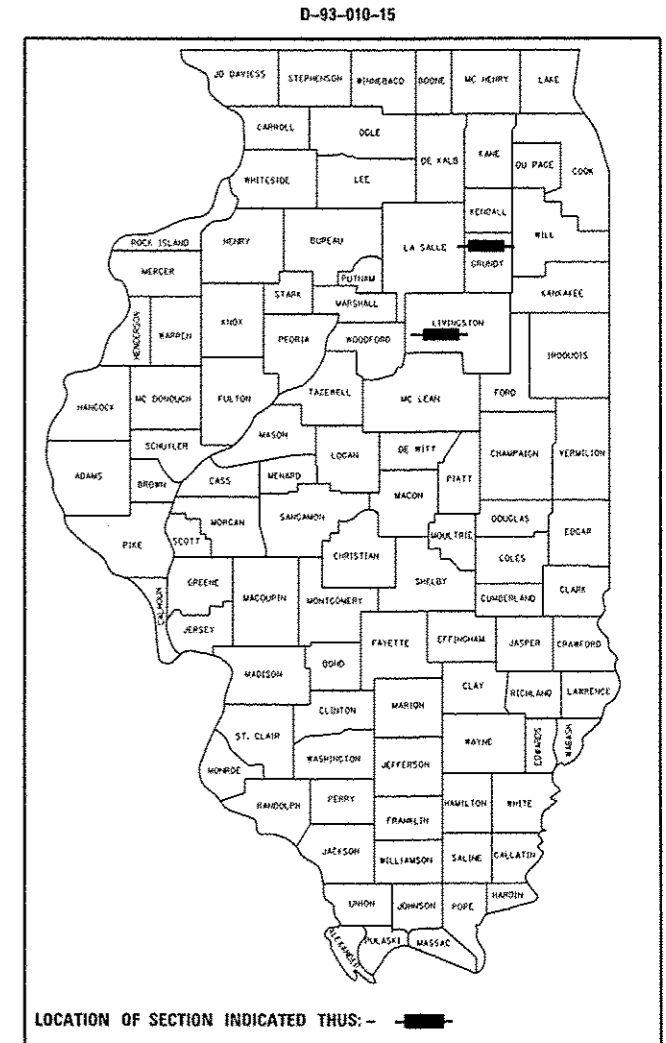 D-93-010-15
JO DAVIESS STEPHENSON WINNEBAGO BOONE MC HENRY LAKE
CARROLL OGLE DE KALB KANE DU PAGE COOK
WHITESIDE LEE KENDALL WILL
ROCK ISLAND HENRY BUREAU LA SALLE GRUNDY
MERCER PUTNAM KANKAKEE
STARK MARSHALL LIVINGSTON
HENDERSON WARREN KNOX PEORIA WOODFORD IROQUOIS
HANCOCK MC DONOUGH FULTON TAZEWELL MC LEAN FORD
SCHUYLER MASON LOGAN DE WITT CHAMPAIGN VERMILION
ADAMS BROWN CASS MENARD MACON PIATT
PIKE SCOTT MORGAN SANGAMON CHRISTIAN MOULTRIE DOUGLAS EDGAR
COLES
CALHOUN GREENE MACOUPIN MONTGOMERY SHELBY CUMBERLAND CLARK
JERSEY FAYETTE EFFINGHAM JASPER CRAWFORD
MADISON BOND CLAY RICHLAND LAWRENCE
CLINTON MARION
ST. CLAIR WAYNE EDWARDS WABASH
MONROE WASHINGTON JEFFERSON
RANDOLPH PERRY HAMILTON WHITE
FRANKLIN
JACKSON WILLIAMSON SALINE GALLATIN
UNION JOHNSON POPE HARDIN
ALEXANDER PULASKI MASSAC
LOCATION OF SECTION INDICATED THUS: -